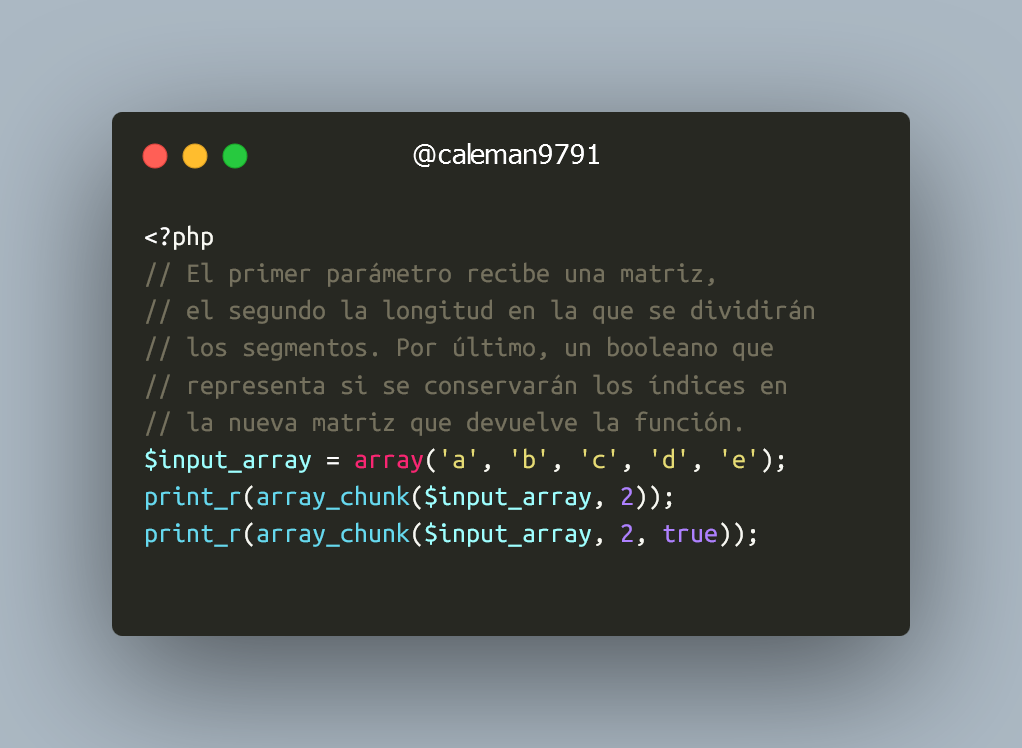 @caleman9791
<?php
// El primer parámetro recibe una matriz,
// el segundo la longitud en la que se dividirán
// los segmentos. Por último, un booleano que
// representa si se conservarán los índices en
// la nueva matriz que devuelve la función.
$input_array = array('a', 'b', 'c', 'd', 'e');
print_r(array_chunk($input_array, 2));
print_r(array_chunk($input_array, 2, true));